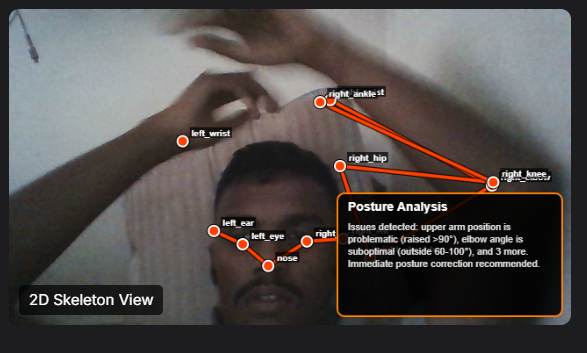 right_ankle
left_wrist
right_hip
right_knee
left_ear
left_eye
right
nose
Posture Analysis
Issues detected: upper arm position is
problematic (raised >90°), elbow angle is
suboptimal (outside 60-100°), and 3 more.
Immediate posture correction recommended.
2D Skeleton View